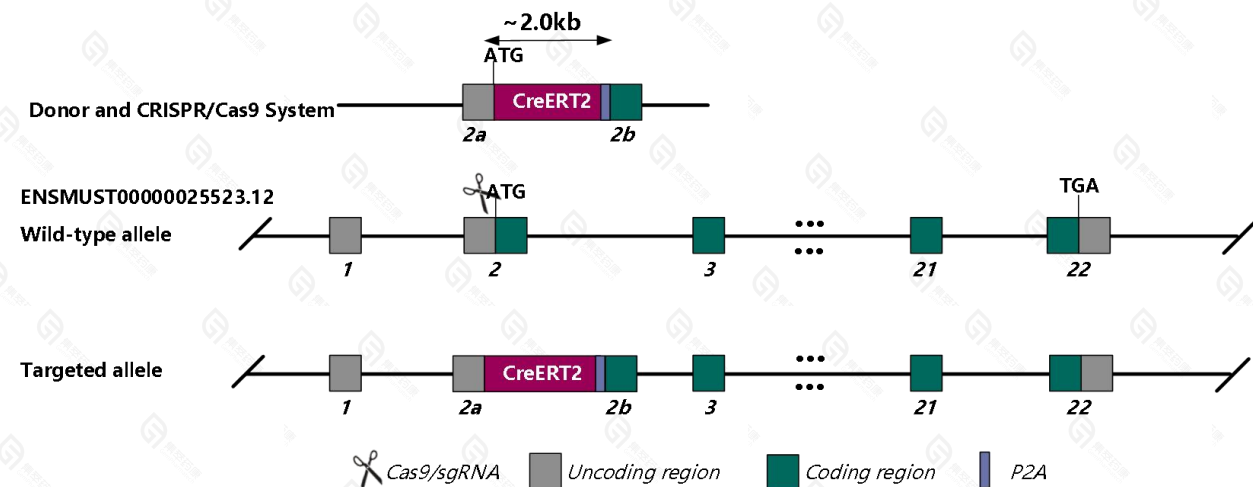 ~2.0kb
ATG
CreERT2
Donor and CRISPR/Cas9 System
2a 2b
ENSMUST00000025523.12
ATG TGA
Wild-type allele
••• •••
1 2 3 21 22
Targeted allele
CreERT2
••• •••
1 2a 2b 3 21 22
Cas9/sgRNA Uncoding region Coding region P2A